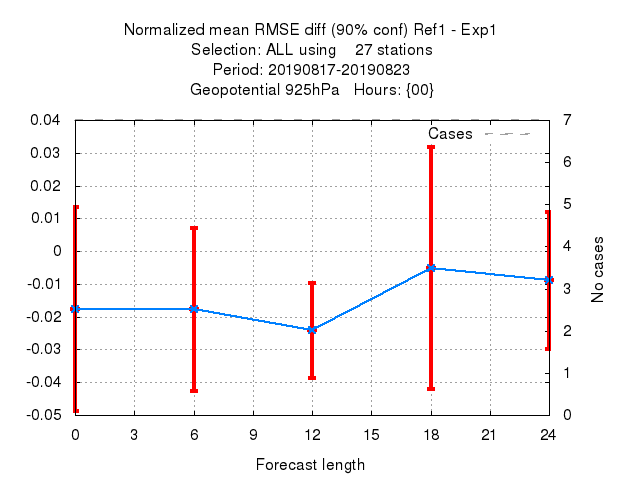 Normalized mean RMSE diff (90% conf) Ref1 - Exp1
Selection: ALL using 27 stations
Period: 20190817-20190823
Geopotential 925hPa Hours: {00}
Cases
0.04
0.03
0.02
0.01
0
-0.01
-0.02
-0.03
-0.04
-0.05
7
6
5
4
3
2
1
0
No cases
0 3 6 9 12 15 18 21 24
Forecast length